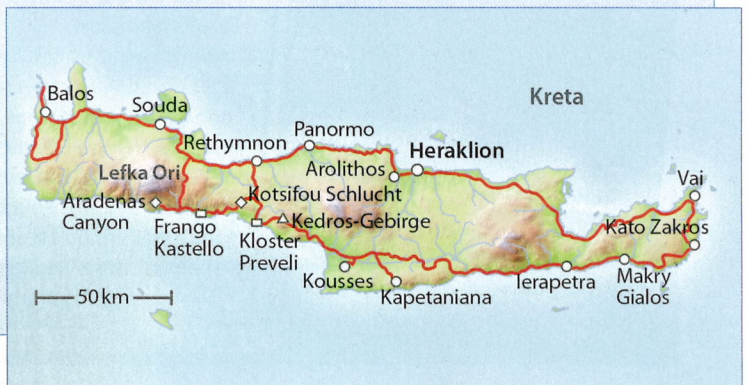 Balos
Souda
Kreta
Rethymnon
Panormo
Heraklion
Arolithos
Lefka Ori
Vai
Kotsifou Schlucht
Aradenas
Canyon
Kedros-Gebirge
Kato Zakros
Frango
Kastello
Kloster
Preveli
Kousses
Kapetaniana
Ierapetra
Makry
Gialos
50 km